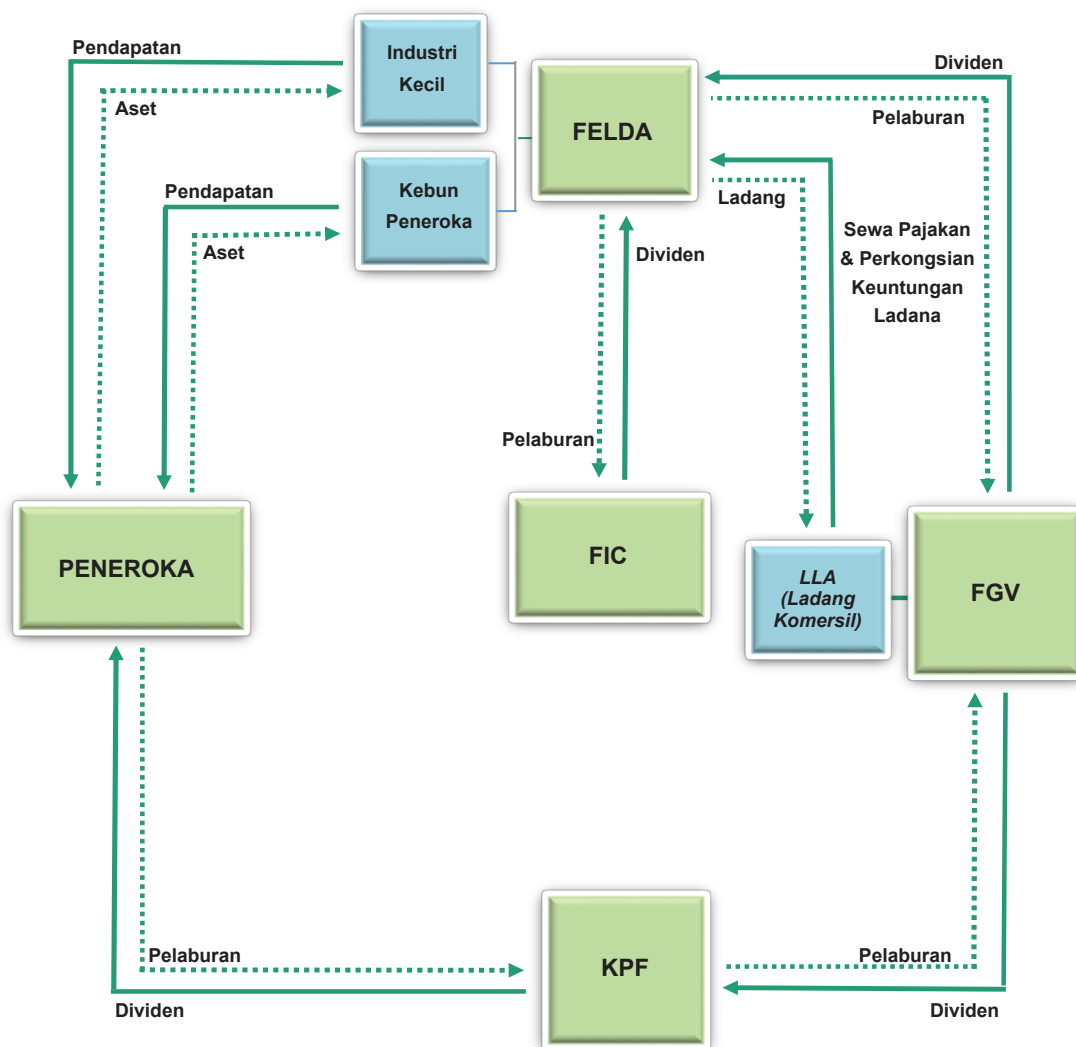 Pendapatan
Industri
Kecil
Dividen
Aset
FELDA
Pelaburan
Pendapatan
Kebun
Peneroka
Ladang
Aset
Dividen
Sewa Pajakan
& Perkongsian
Keuntungan
Ladana
Pelaburan
PENEROKA
FIC
LLA
(Ladang
Komersil)
FGV
Pelaburan
KPF
Pelaburan
Dividen
Dividen